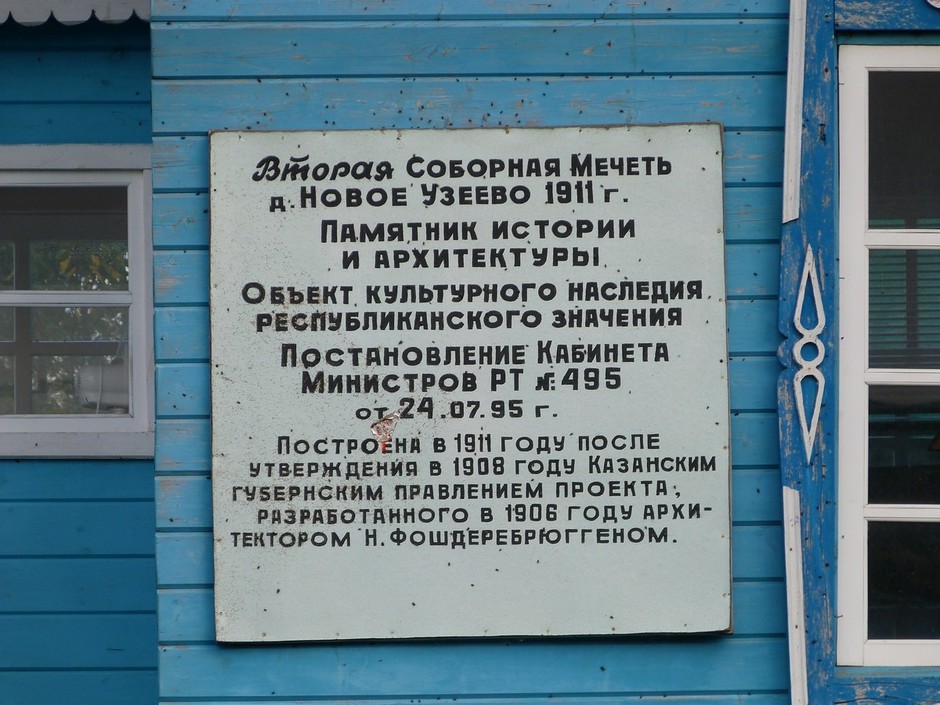 Вторая Соборная Мечеть
д. Новое Узеево 1911 г.
Памятник истории
и архитектуры
Объект культурного наследия
республиканского значения
Постановление Кабинета
Министров РТ № 495
от 24.07.95 г.
Построена в 1911 году после
утверждения в 1908 году Казанским
губернским правлением проекта,
разработанного в 1906 году архи-
тектором Н. Фошдеребрюггеном.